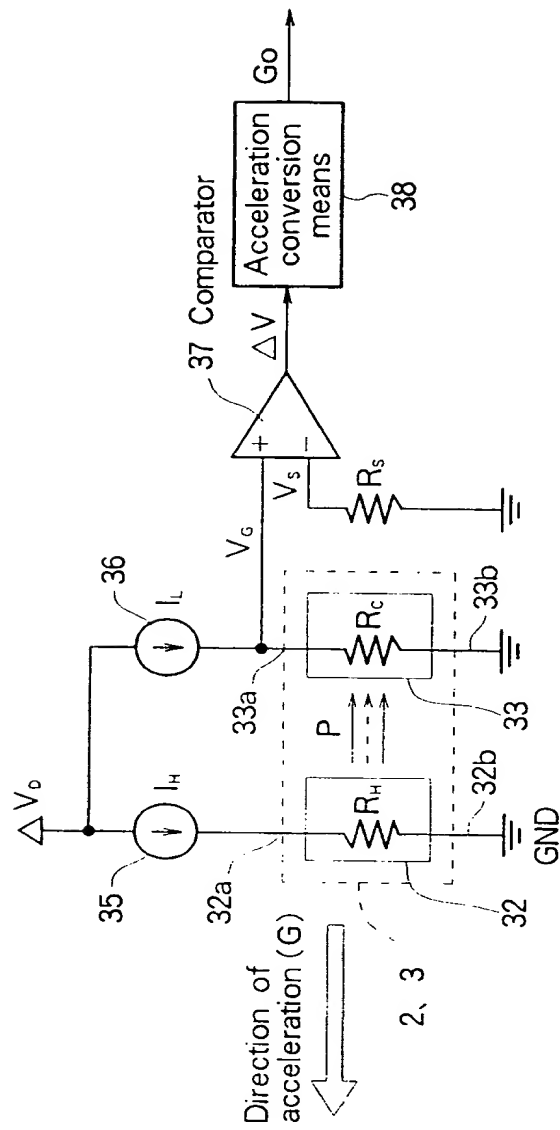 V_D
35
I_H
36
I_L
V_G
V_S
37 Comparator
△V
Acceleration
conversion
means
38
Go
32a
33a
R_H
P
R_C
R_S
32
33
32b
33b
GND
2、3
Direction of
acceleration (G)